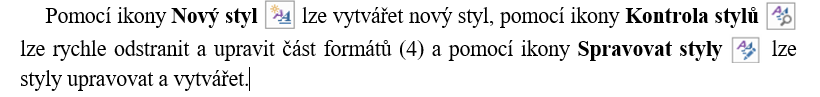 Pomocí ikony Nový styl lze vytvářet nový styl, pomocí ikony Kontrola stylů
lze rychle odstranit a upravit část formátů (4) a pomocí ikony Spravovat styly lze
styly upravovat a vytvářet.